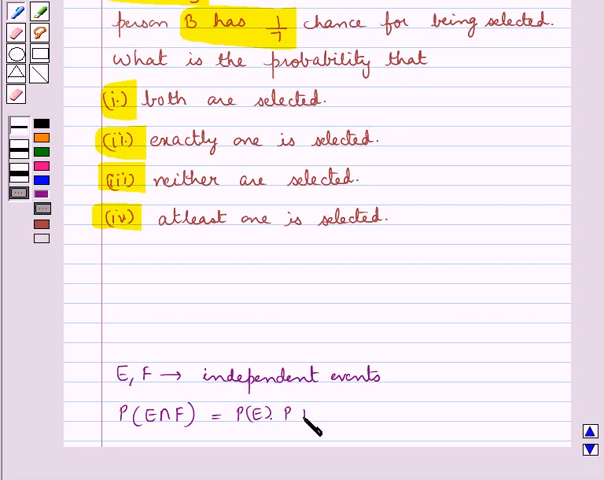 person B has 1/7 chance for being selected.
What is the probability that
(i.) both are selected.
(ii). exactly one is selected.
(iii) neither are selected.
(iv) atleast one is selected.
E, F → independent events
P(E∩F) = P(E). P